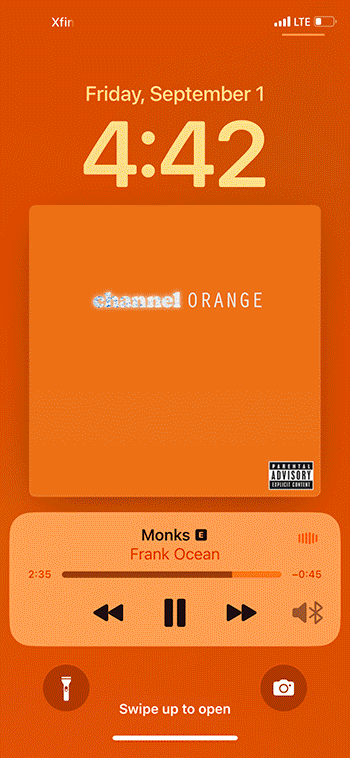 Xfin
LTE
Friday, September 1
4:42
channel ORANGE
PARENTAL
ADVISORY
EXPLICIT CONTENT
Monks E
Frank Ocean
2:35
−0:45
Swipe up to open